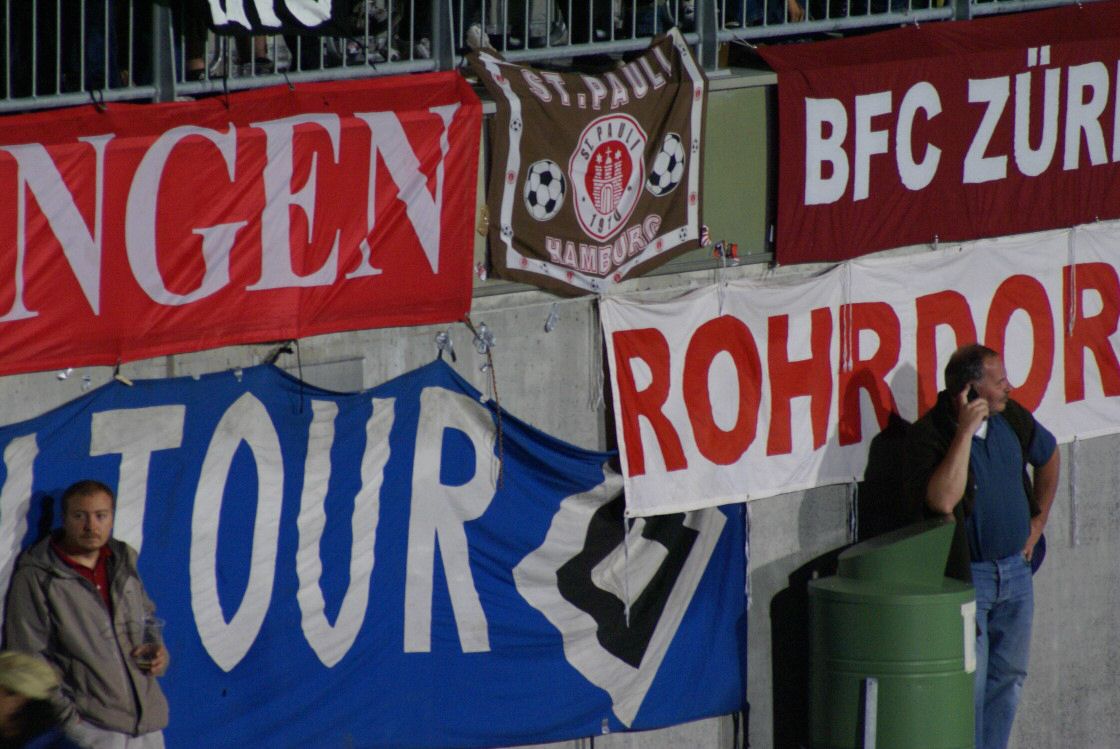 NGEN
ST. PAULI
ST. PAULI
1910
HAMBURG
BFC ZÜR
ROHRDOR
TOUR